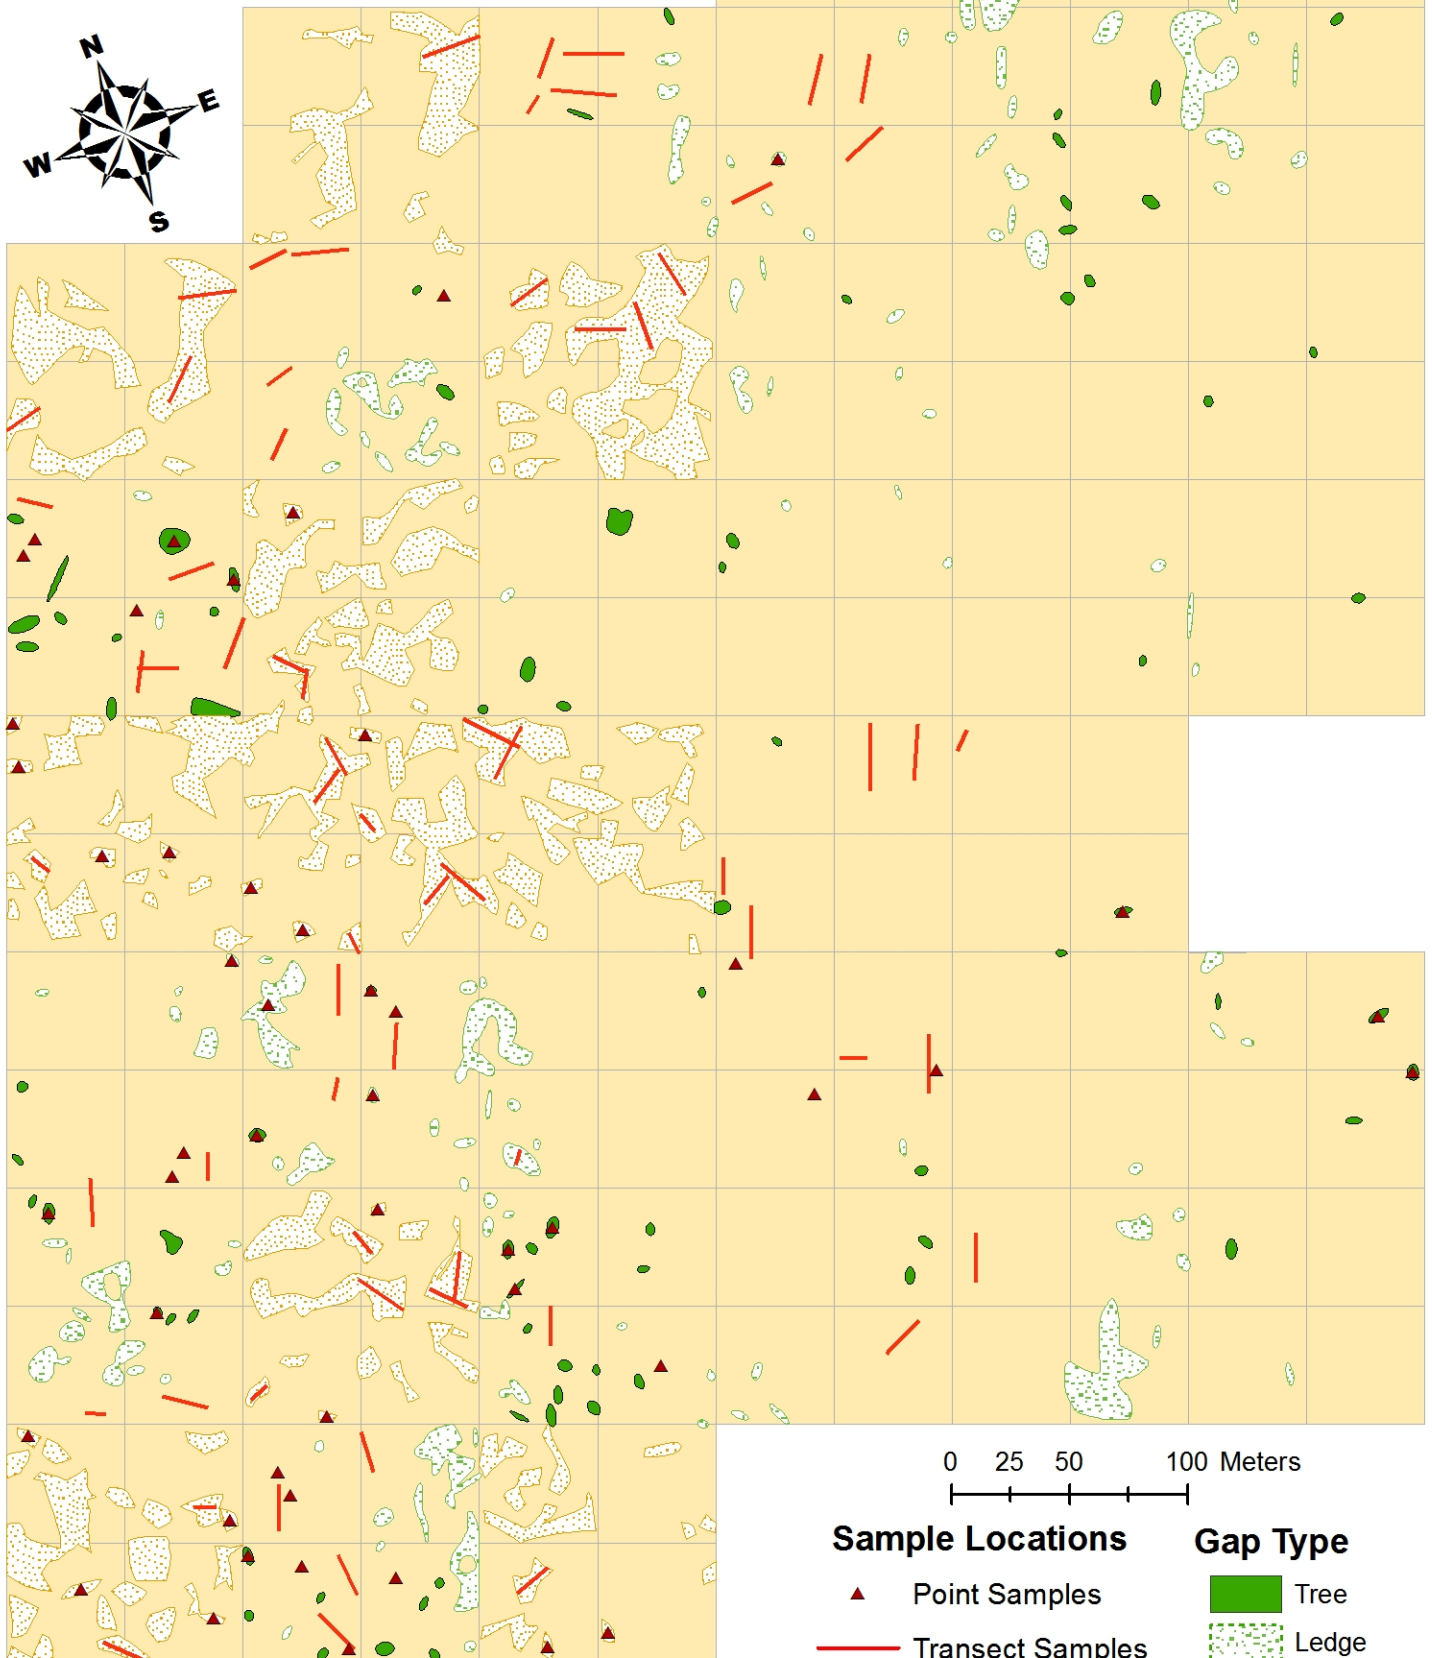 N
E
W
S
0 25 50 100 Meters
Sample Locations
Gap Type
Point Samples
Tree
Transect Samples
Ledge